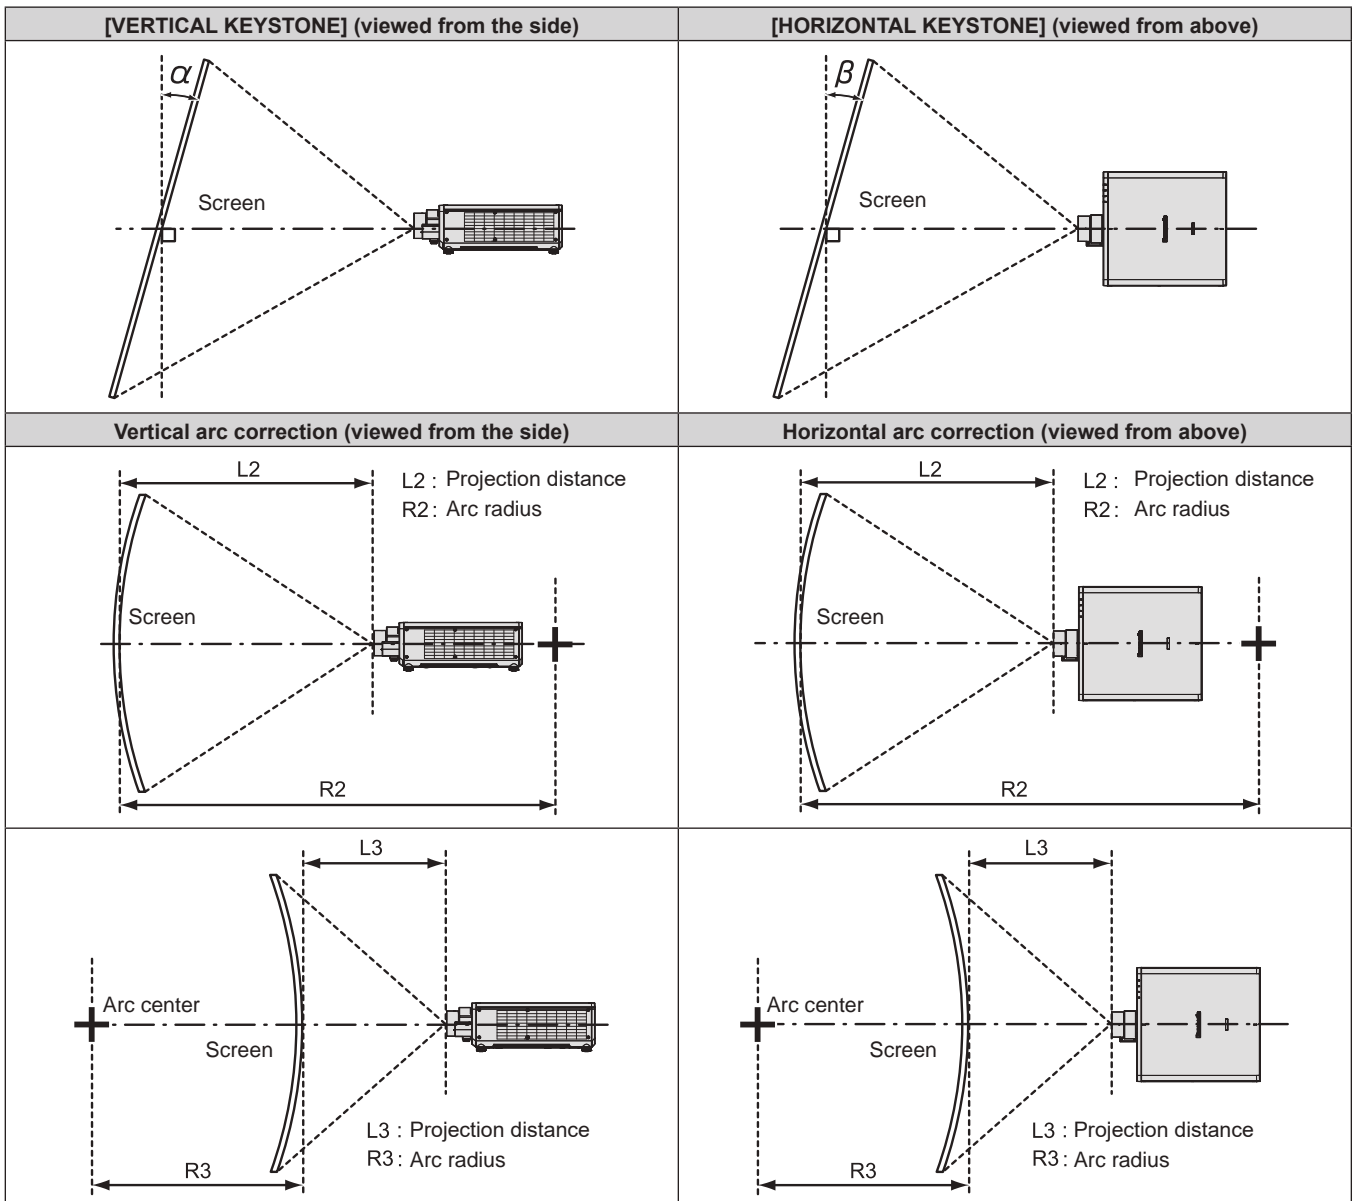 [VERTICAL KEYSTONE] (viewed from the side)
[HORIZONTAL KEYSTONE] (viewed from above)
α
Screen
β
Screen
Vertical arc correction (viewed from the side)
Horizontal arc correction (viewed from above)
L2
L2 : Projection distance
R2 : Arc radius
Screen
R2
L2
L2 : Projection distance
R2 : Arc radius
Screen
R2
L3
Arc center
Screen
L3 : Projection distance
R3 : Arc radius
R3
L3
Arc center
Screen
L3 : Projection distance
R3 : Arc radius
R3